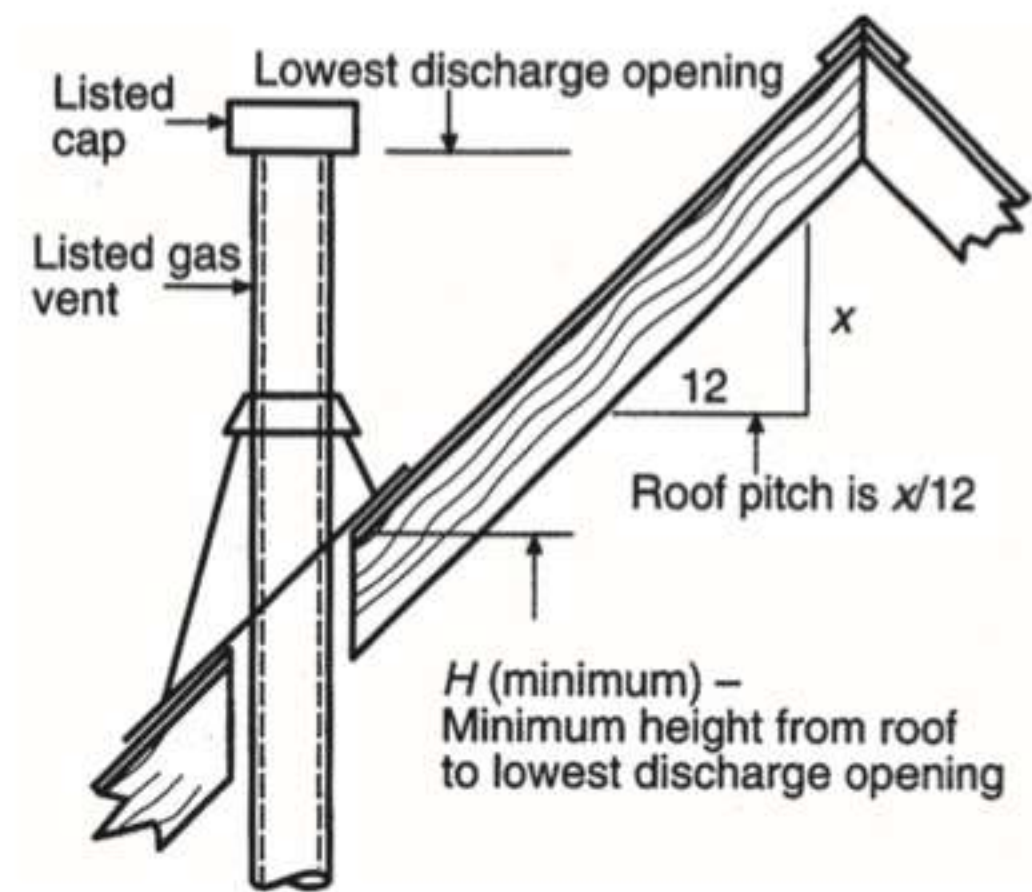 Lowest discharge opening
Listed
cap
Listed gas
vent
x
12
Roof pitch is x/12
H (minimum) –
Minimum height from roof
to lowest discharge opening